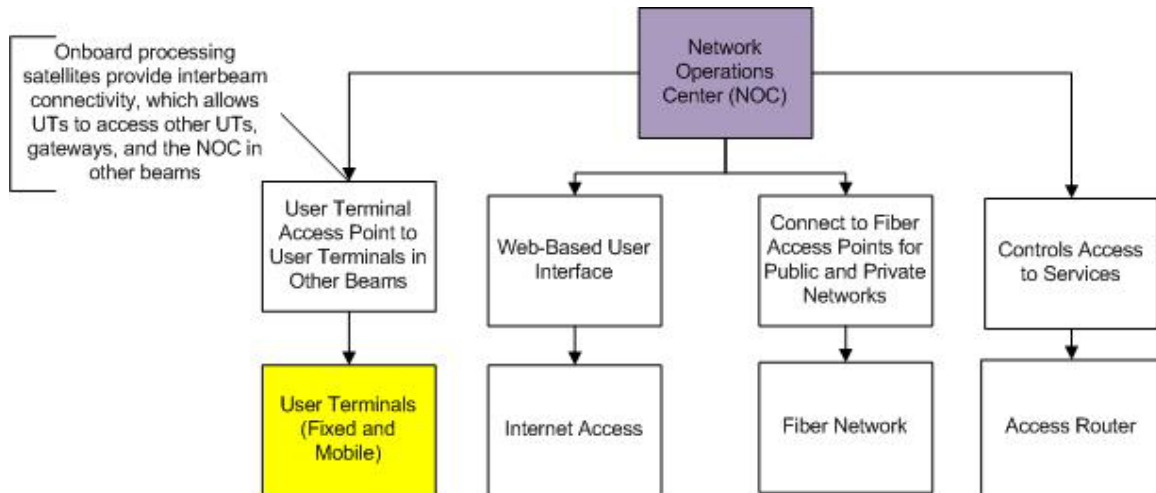 Onboard processing
satellites provide interbeam
connectivity, which allows
UTs to access other UTs,
gateways, and the NOC in
other beams
Network
Operations
Center (NOC)
User Terminal
Access Point to
User Terminals in
Other Beams
Web-Based User
Interface
Connect to Fiber
Access Points for
Public and Private
Networks
Controls Access
to Services
User Terminals
(Fixed and
Mobile)
Internet Access
Fiber Network
Access Router